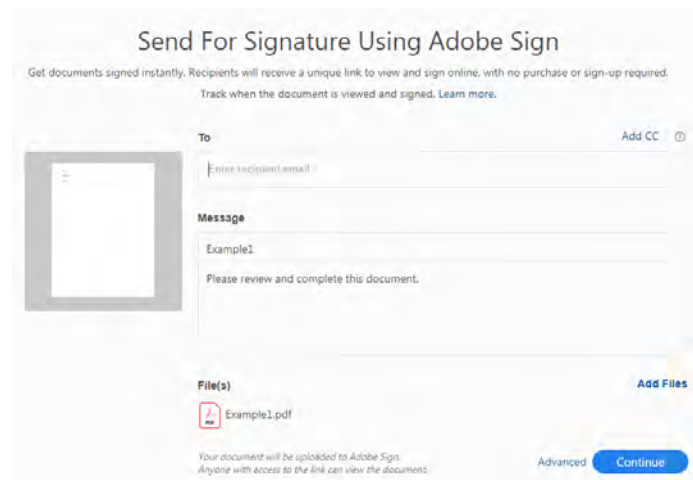 Send For Signature Using Adobe Sign
Get documents signed instantly. Recipients will receive a unique link to view and sign online, with no purchase or sign-up required.
Track when the document is viewed and signed. Learn more.
To
Add CC
Enter recipient email
Message
Example1
Please review and complete this document.
File(s)
Add Files
Example1.pdf
Your document will be uploaded to Adobe Sign.
Anyone with access to the link can view the document.
Advanced
Continue